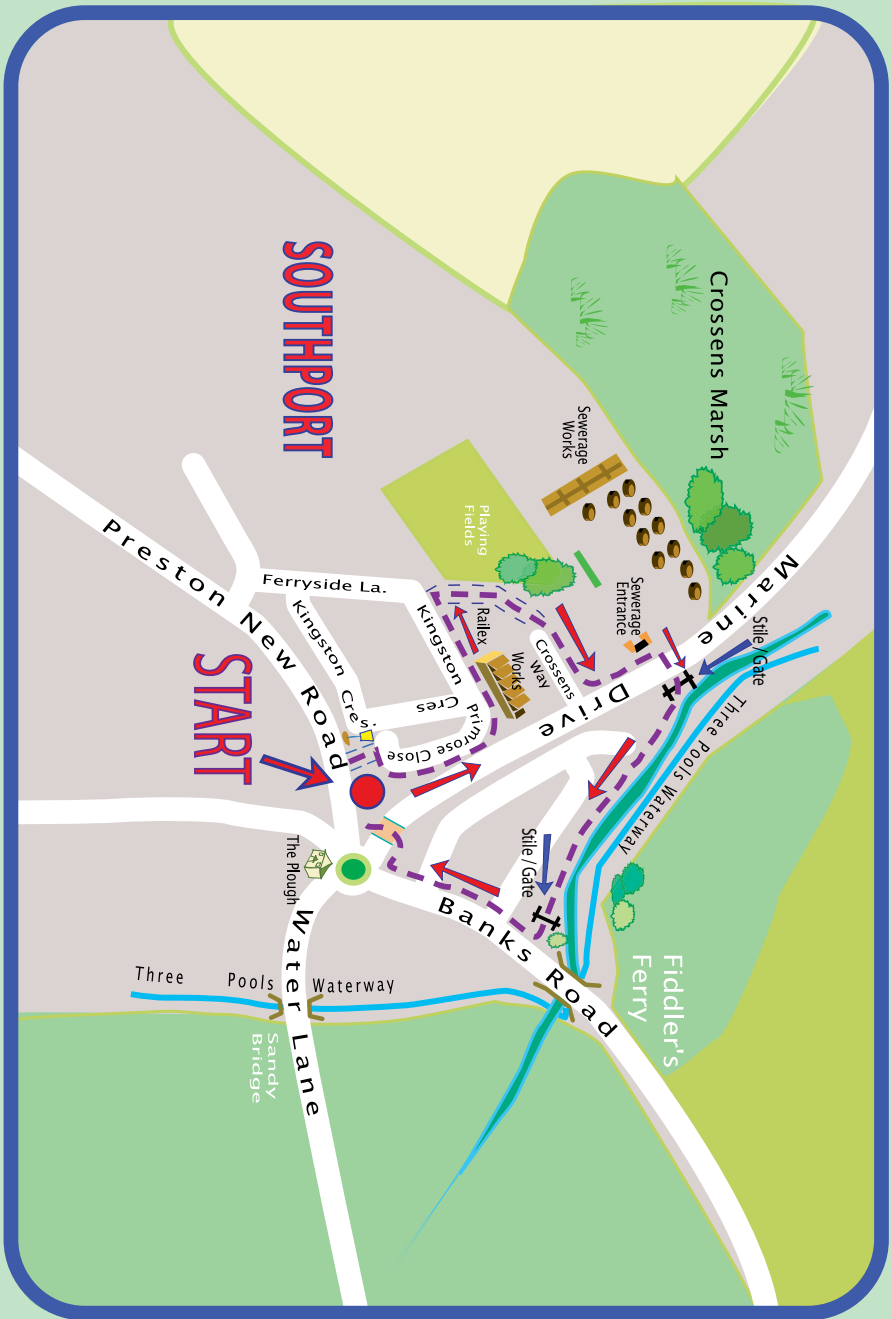 Crossens Marsh
Marine
Drive
Stile / Gate
Three Pools Waterway
Fiddler's
Ferry
Sewerage
Works
Sewerage
Entrance
Playing
Fields
Railex
Works
Crossens
Way
Kingston
Cres
Primrose Close
Stile / Gate
Banks Road
SOUTHPORT
Ferryside La.
Kingston Cres.
Preston New Road
START
The Plough
Water Lane
Three Pools Waterway
Sandy
Bridge